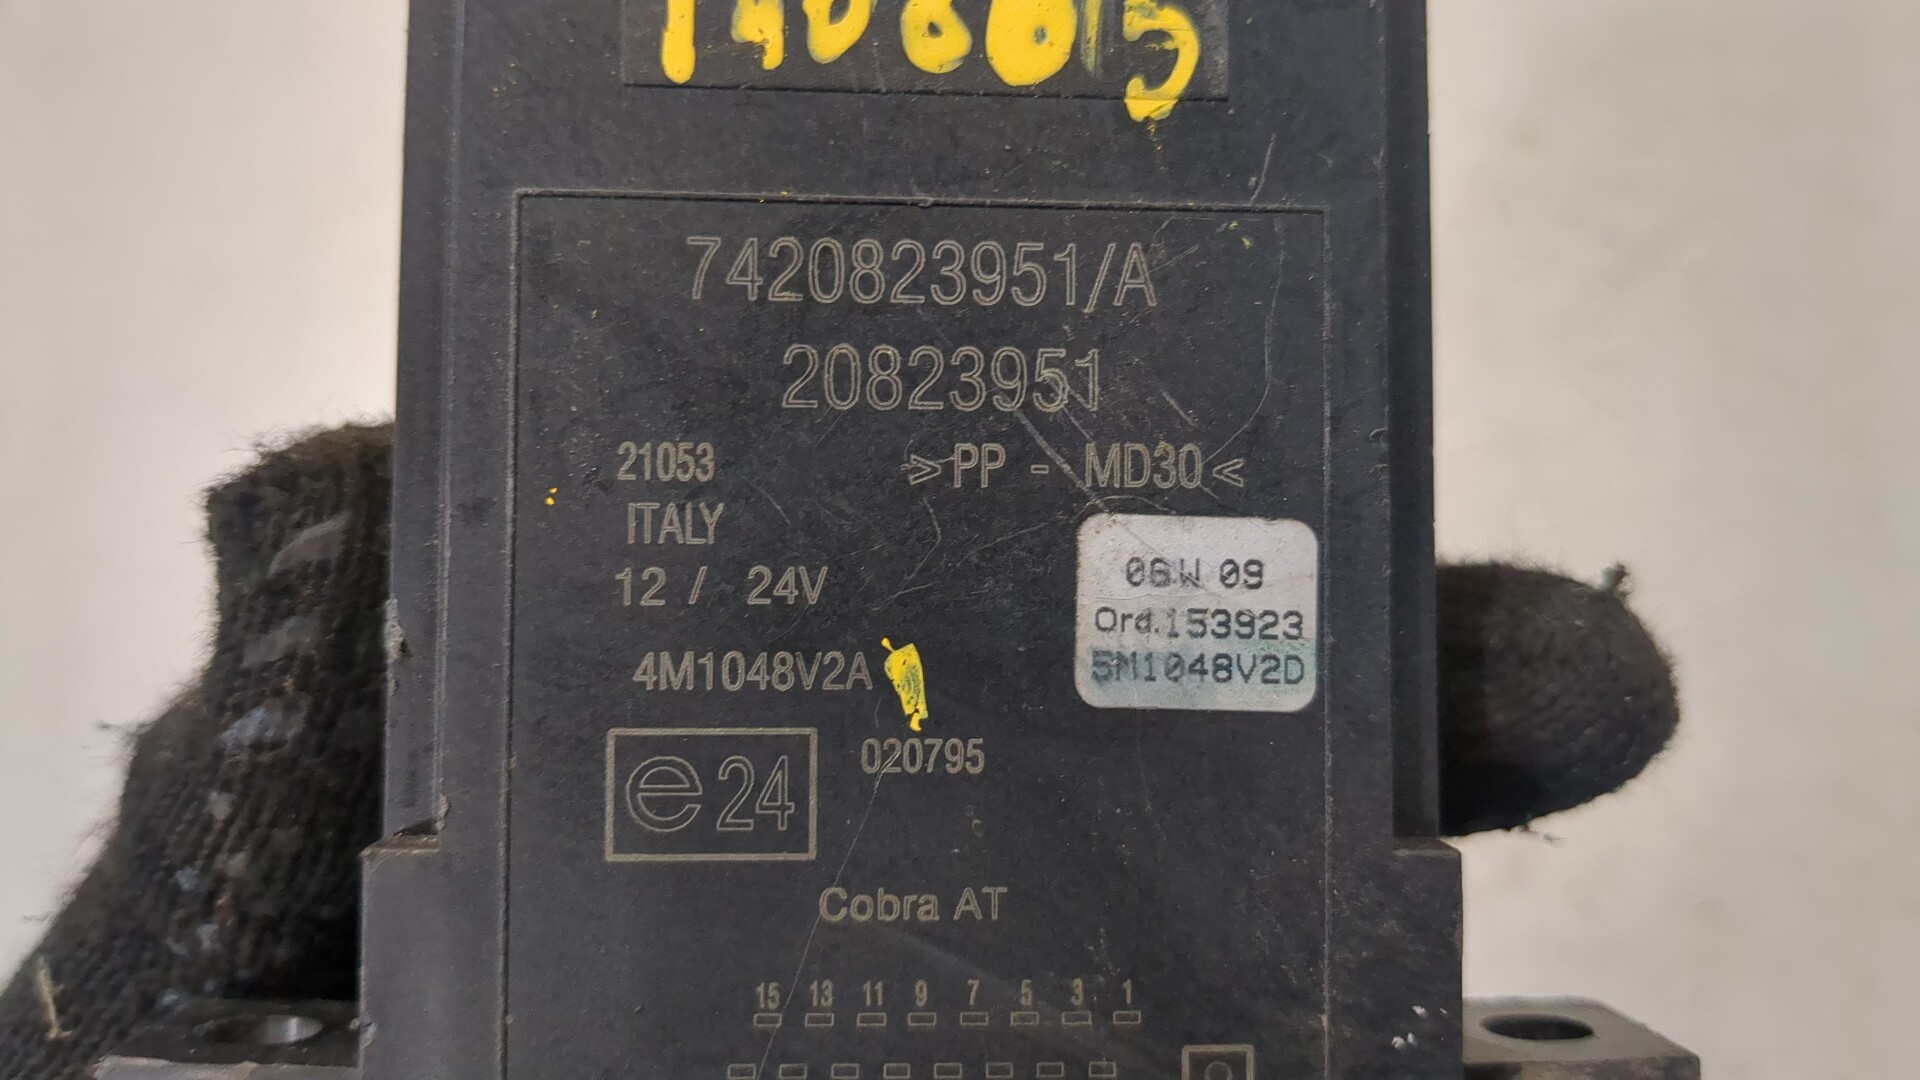 7420823951/A
20823951
21053
>PP - MD30<
ITALY
12 / 24V
08W 09
Ord.153923
5M1048V2D
4M1048V2A
020795
e24
Cobra AT
15 13 11 9 7 5 3 1